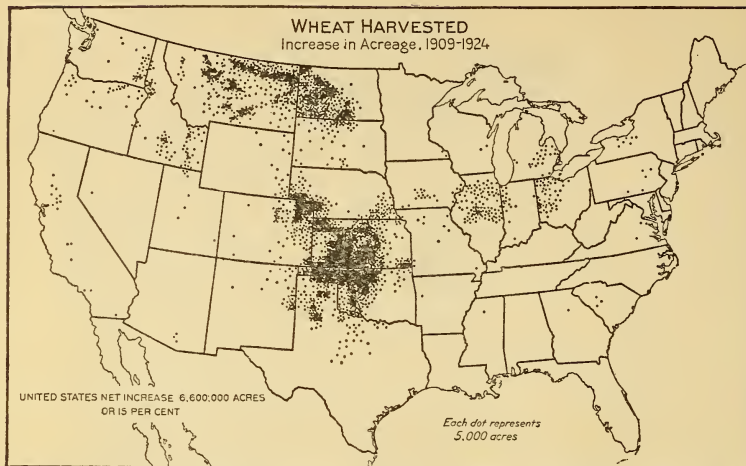 WHEAT HARVESTED
Increase in Acreage, 1909-1924
UNITED STATES NET INCREASE 6,600,000 ACRES
OR 15 PER CENT
Each dot represents
5,000 acres